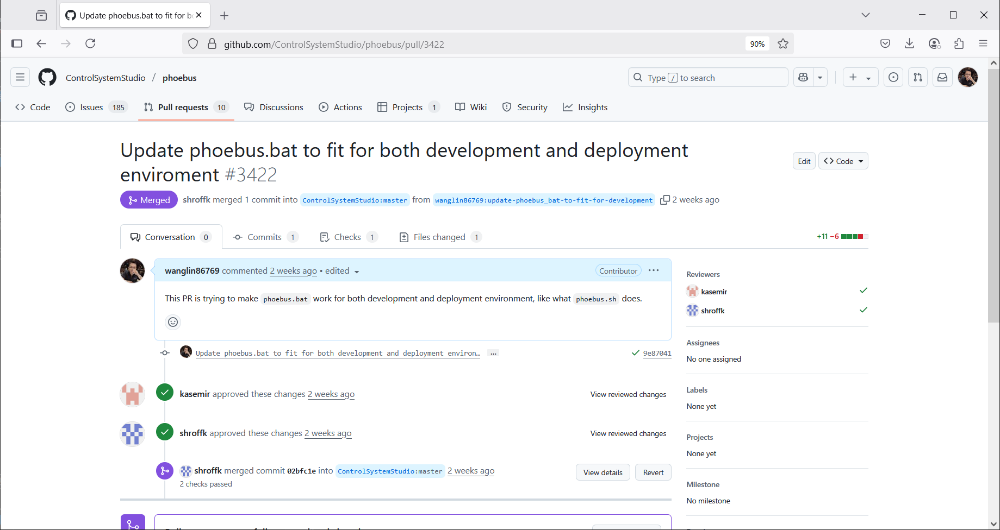 Update phoebus.bat to fit for b
github.com/ControlSystemStudio/phoebus/pull/3422
90%
ControlSystemStudio / phoebus
Type / to search
Code
Issues 185
Pull requests 10
Discussions
Actions
Projects 1
Wiki
Security
Insights
Update phoebus.bat to fit for both development and deployment
enviroment #3422
Edit
Code
Merged
shroffk merged 1 commit into ControlSystemStudio:master from wanglin86769:update-phoebus_bat-to-fit-for-development 2 weeks ago
Conversation 0
Commits 1
Checks 1
Files changed 1
+11 −6
wanglin86769 commented 2 weeks ago • edited
Contributor
This PR is trying to make phoebus.bat work for both development and deployment environment, like what phoebus.sh does.
Update phoebus.bat to fit for both development and deployment environ…
...
9e87041
kasemir approved these changes 2 weeks ago
View reviewed changes
shroffk approved these changes 2 weeks ago
View reviewed changes
shroffk merged commit 02bfc1e into ControlSystemStudio:master 2 weeks ago
2 checks passed
View details
Revert
Reviewers
kasemir
shroffk
Assignees
No one assigned
Labels
None yet
Projects
None yet
Milestone
No milestone